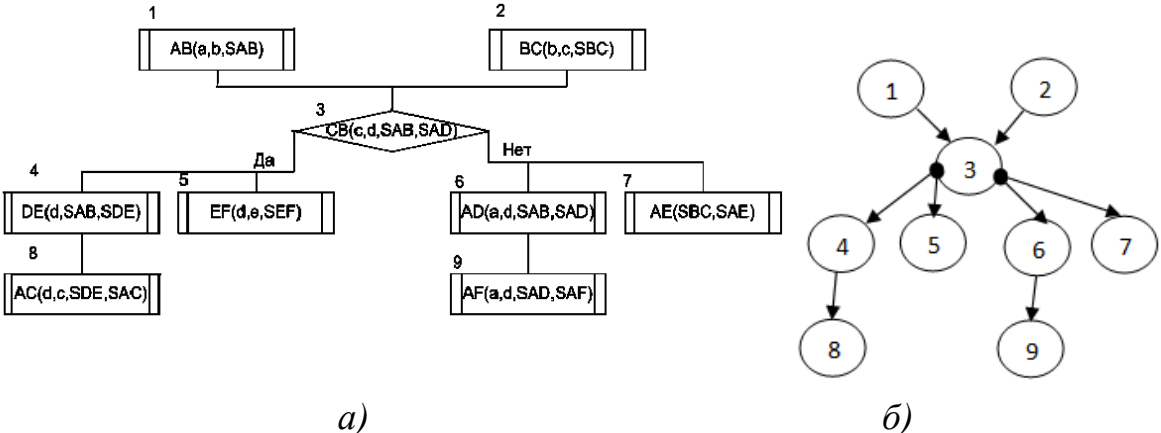 1
2
AB(a,b,SAB)
BC(b,c,SBC)
3
CB(c,d,SAB,SAD)
Да
Нет
4
5
6
7
DE(d,SAB,SDE)
EF(d,e,SEF)
AD(a,d,SAB,SAD)
AE(SBC,SAE)
8
9
AC(d,c,SDE,SAC)
AF(a,d,SAD,SAF)
а)
1
2
3
4
5
6
7
8
9
б)